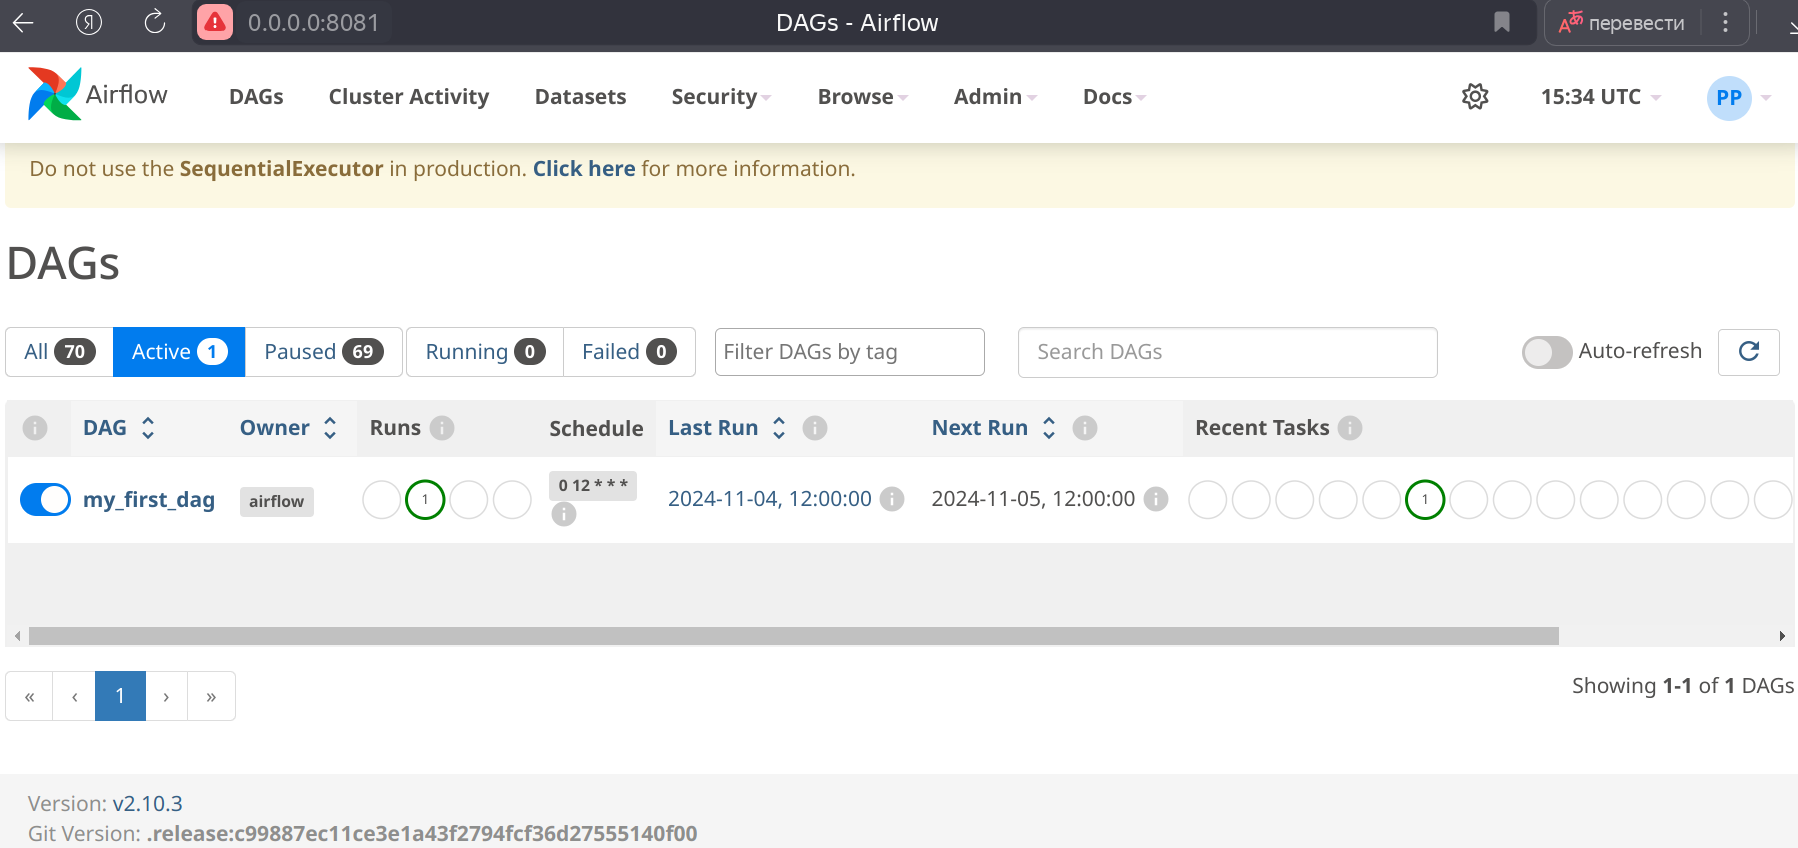 Я 0.0.0.0:8081 DAGs - Airflow Aあ перевести
Airflow DAGs Cluster Activity Datasets Security Browse Admin Docs 15:34 UTC PP
Do not use the SequentialExecutor in production. Click here for more information.
DAGs
All 70 Active 1 Paused 69 Running 0 Failed 0 Filter DAGs by tag Search DAGs Auto-refresh
i DAG Owner Runs i Schedule Last Run i Next Run i Recent Tasks i
my_first_dag airflow 1 0 12 * * * i 2024-11-04, 12:00:00 i 2024-11-05, 12:00:00 i 1
« ‹ 1 › » Showing 1-1 of 1 DAGs
Version: v2.10.3
Git Version: .release:c99887ec11ce3e1a43f2794fcf36d27555140f00